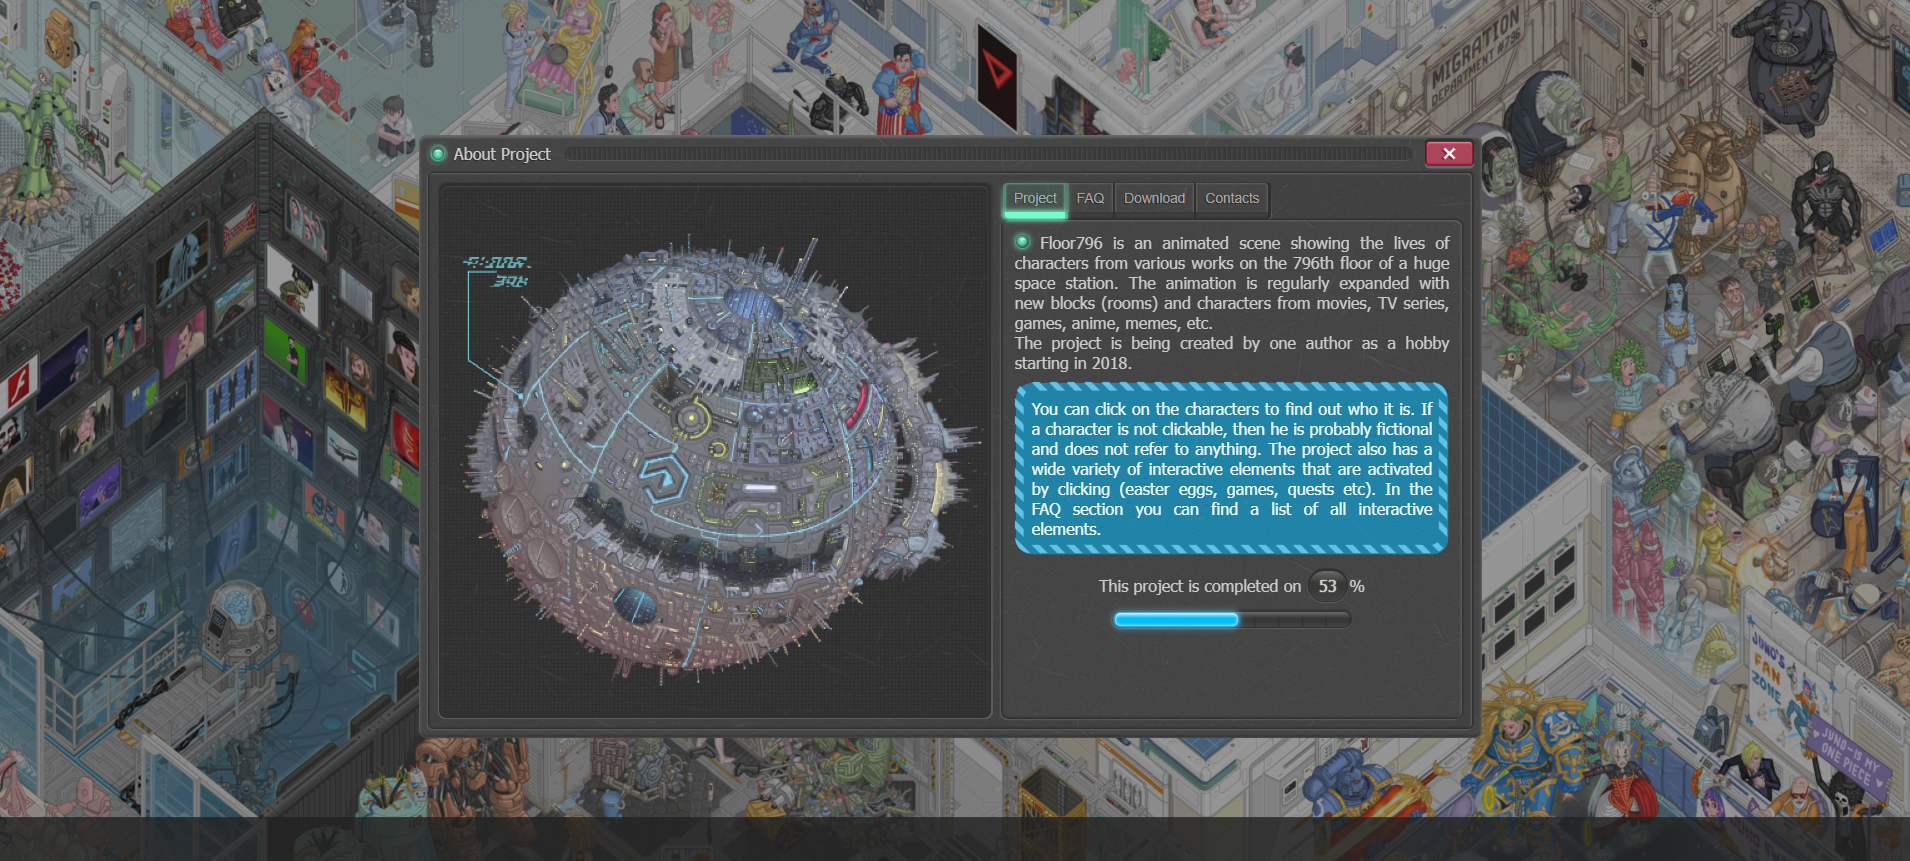 MIGRATION
DEPARTMENT #796
About Project
Project
FAQ
Download
Contacts
Floor796 is an animated scene showing the lives of
characters from various works on the 796th floor of a huge
space station. The animation is regularly expanded with
new blocks (rooms) and characters from movies, TV series,
games, anime, memes, etc.
The project is being created by one author as a hobby
starting in 2018.
You can click on the characters to find out who it is. If
a character is not clickable, then he is probably fictional
and does not refer to anything. The project also has a
wide variety of interactive elements that are activated
by clicking (easter eggs, games, quests etc). In the
FAQ section you can find a list of all interactive
elements.
This project is completed on 53 %
JUNO'S
FAN
ZONE
JUNO-IS MY
ONE PIECE